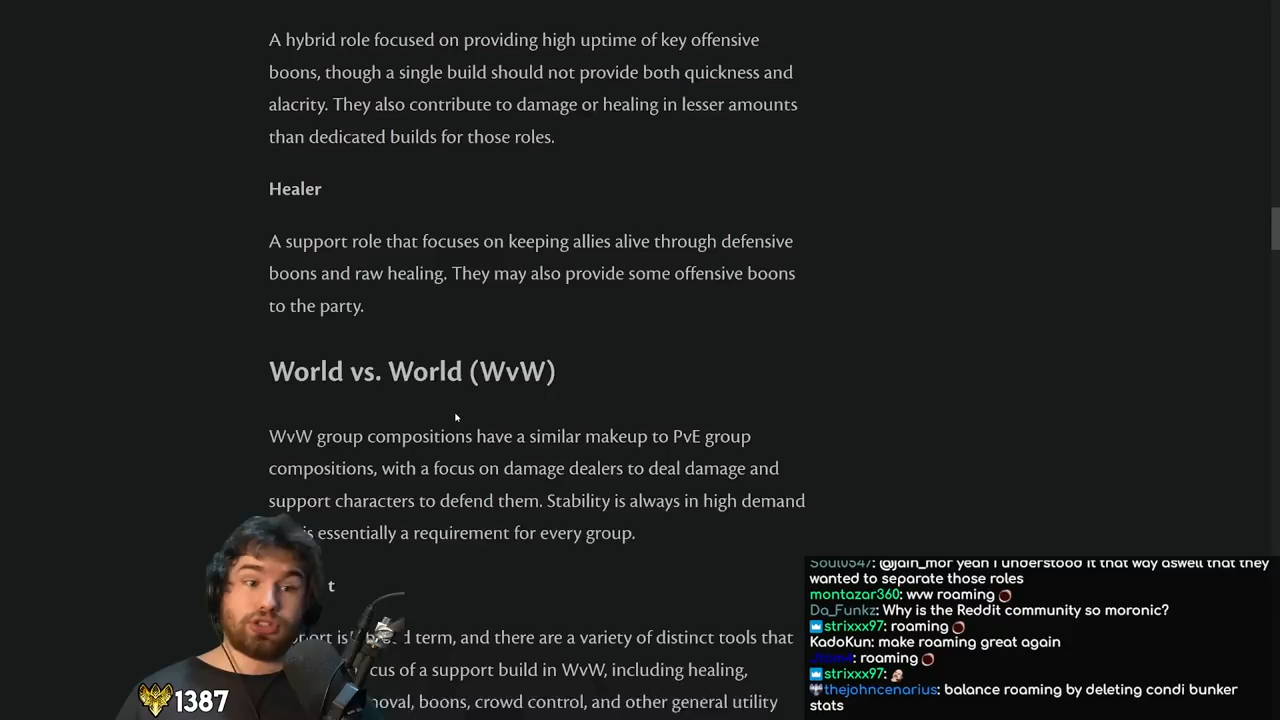 A hybrid role focused on providing high uptime of key offensive
boons, though a single build should not provide both quickness and
alacrity. They also contribute to damage or healing in lesser amounts
than dedicated builds for those roles.
Healer
A support role that focuses on keeping allies alive through defensive
boons and raw healing. They may also provide some offensive boons
to the party.
World vs. World (WvW)
WvW group compositions have a similar makeup to PvE group
compositions, with a focus on damage dealers to deal damage and
support characters to defend them. Stability is always in high demand
essentially a requirement for every group.
term, and there are a variety of distinct tools that
of a support build in WvW, including healing,
boons, crowd control, and other general utility
1387
Soul0547: @jain_mor yeah I understood it that way aswell that they
wanted to separate those roles
montazar360: wvw roaming
Da_Funkz: Why is the Reddit community so moronic?
strixxx97: roaming
KadoKun: make roaming great again
: roaming
strixxx97:
thejohncenarius: balance roaming by deleting condi bunker
stats